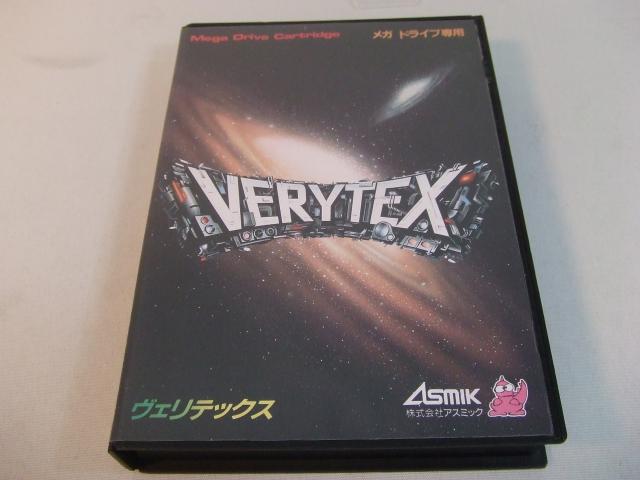 Mega Drive Cartridge メガ ドライブ専用
VERYTEX
ヴェリテックス
ASMIK
株式会社アスミック